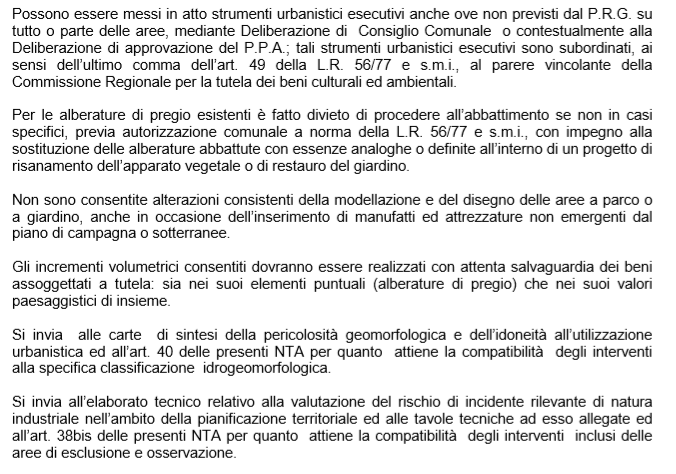 Possono essere messi in atto strumenti urbanistici esecutivi anche ove non previsti dal P.R.G. su
tutto o parte delle aree, mediante Deliberazione di Consiglio Comunale o contestualmente alla
Deliberazione di approvazione del P.P.A.; tali strumenti urbanistici esecutivi sono subordinati, ai
sensi dell'ultimo comma dell'art. 49 della L.R. 56/77 e s.m.i., al parere vincolante della
Commissione Regionale per la tutela dei beni culturali ed ambientali.
Per le alberature di pregio esistenti è fatto divieto di procedere all'abbattimento se non in casi
specifici, previa autorizzazione comunale a norma della L.R. 56/77 e s.m.i., con impegno alla
sostituzione delle alberature abbattute con essenze analoghe o definite all'interno di un progetto di
risanamento dell'apparato vegetale o di restauro del giardino.
Non sono consentite alterazioni consistenti della modellazione e del disegno delle aree a parco o
a giardino, anche in occasione dell'inserimento di manufatti ed attrezzature non emergenti dal
piano di campagna o sotterranee.
Gli incrementi volumetrici consentiti dovranno essere realizzati con attenta salvaguardia dei beni
assoggettati a tutela: sia nei suoi elementi puntuali (alberature di pregio) che nei suoi valori
paesaggistici di insieme.
Si invia alle carte di sintesi della pericolosità geomorfologica e dell'idoneità all'utilizzazione
urbanistica ed all'art. 40 delle presenti NTA per quanto attiene la compatibilità degli interventi
alla specifica classificazione idrogeomorfologica.
Si invia all'elaborato tecnico relativo alla valutazione del rischio di incidente rilevante di natura
industriale nell'ambito della pianificazione territoriale ed alle tavole tecniche ad esso allegate ed
all'art. 38bis delle presenti NTA per quanto attiene la compatibilità degli interventi inclusi delle
aree di esclusione e osservazione.